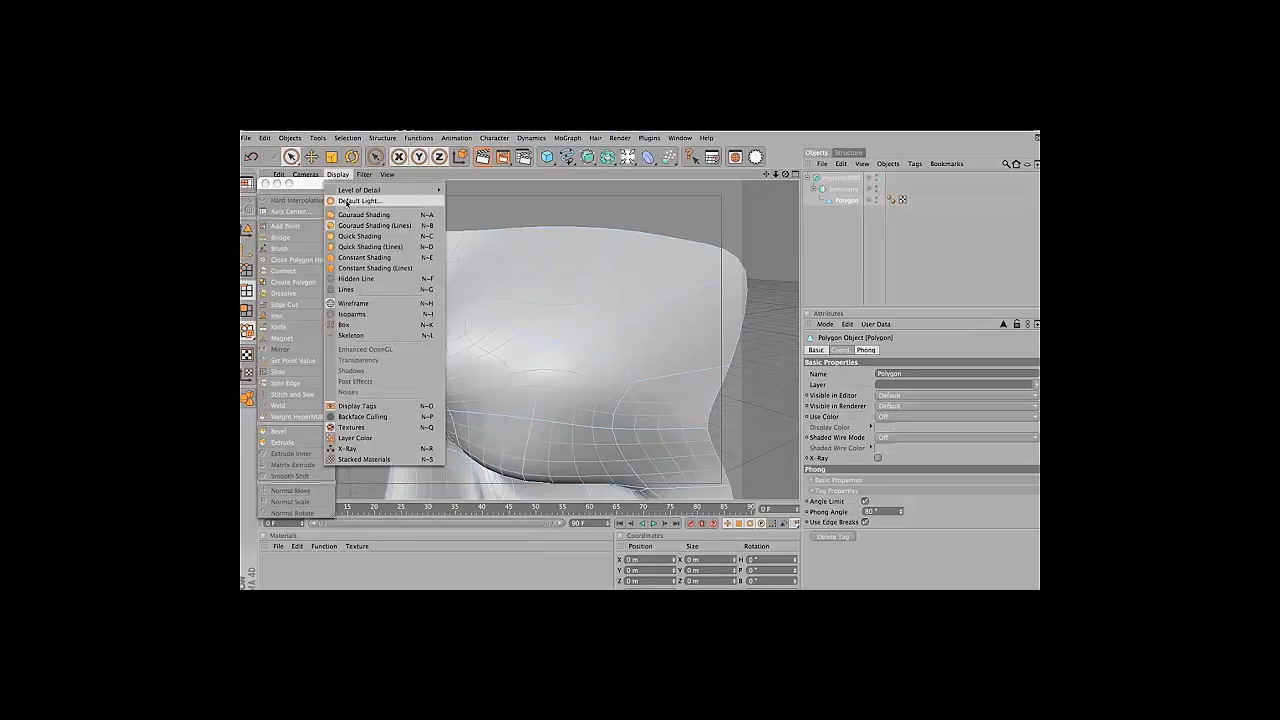 File Edit Objects Tools Selection Structure Functions Animation Character Dynamics MoGraph Hair Render Plugins Window Help
Objects Structure
File Edit View Objects Tags Bookmarks
Edit Cameras Display Filter View
HyperNURBS
Symmetry
Polygon
Hard Interpolation
Axis Center...
Add Point
Bridge
Brush
Close Polygon Ho
Connect
Create Polygon
Dissolve
Edge Cut
Iron
Knife
Magnet
Mirror
Set Point Value
Slide
Spin Edge
Stitch and Sew
Weld
Weight HyperNUR
Bevel
Extrude
Extrude Inner
Matrix Extrude
Smooth Shift
Normal Move
Normal Scale
Normal Rotate
Level of Detail
Default Light...
Gouraud Shading N~A
Gouraud Shading (Lines) N~B
Quick Shading N~C
Quick Shading (Lines) N~D
Constant Shading N~E
Constant Shading (Lines)
Hidden Line N~F
Lines N~G
Wireframe N~H
Isoparms N~I
Box N~K
Skeleton N~L
Enhanced OpenGL
Transparency
Shadows
Post Effects
Noises
Display Tags N~O
Backface Culling N~P
Textures N~Q
Layer Color
X-Ray N~R
Stacked Materials N~S
Attributes
Mode Edit User Data
Polygon Object [Polygon]
Basic Coord. Phong
Basic Properties
Name Polygon
Layer
Visible in Editor Default
Visible in Renderer Default
Use Color Off
Display Color
Shaded Wire Mode Off
Shaded Wire Color
X-Ray
Phong
Basic Properties
Tag Properties
Angle Limit
Phong Angle 80 °
Use Edge Breaks
Delete Tag
15 20 25 30 35 40 45 50 55 60 65 70 75 80 85 90 0 F
0 F 90 F
Materials
File Edit Function Texture
Coordinates
Position Size Rotation
X 0 m X 0 m H 0 °
Y 0 m Y 0 m P 0 °
Z 0 m Z 0 m B 0 °